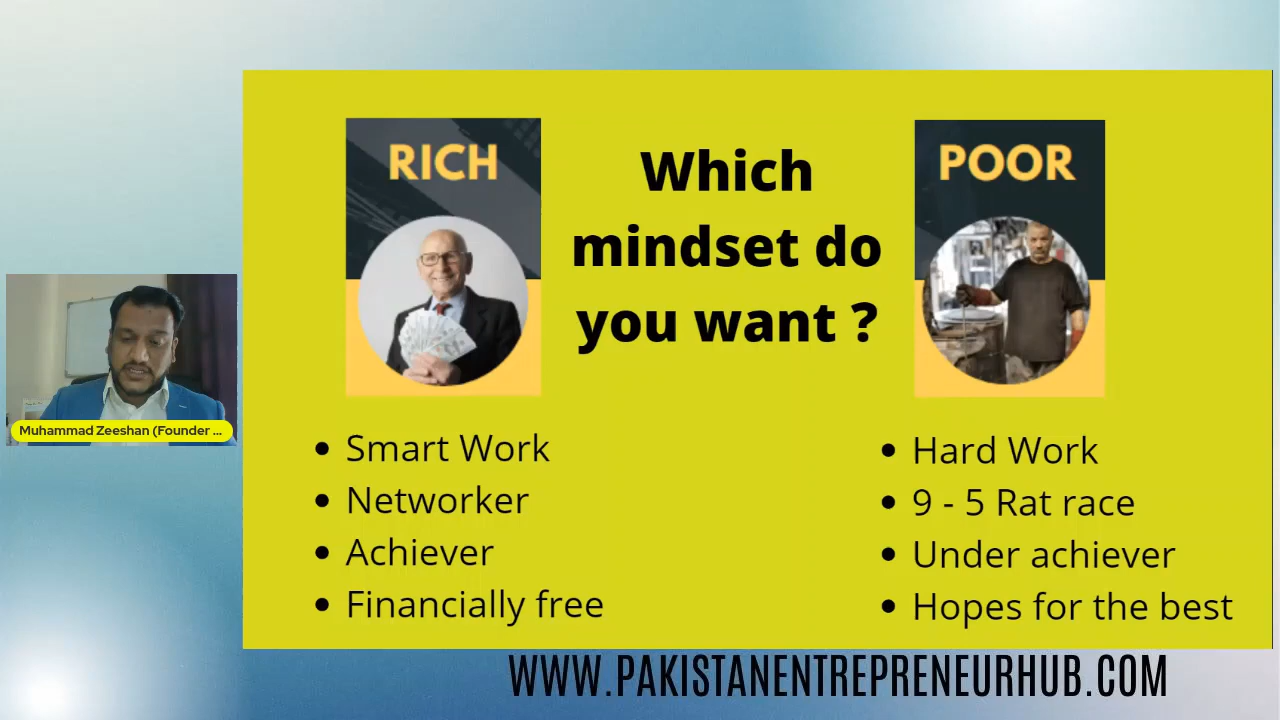 RICH
Which
mindset do
you want ?
POOR
Muhammad Zeeshan (Founder ...
• Smart Work
• Networker
• Achiever
• Financially free
• Hard Work
• 9 - 5 Rat race
• Under achiever
• Hopes for the best
WWW.PAKISTANENTREPRENEURHUB.COM